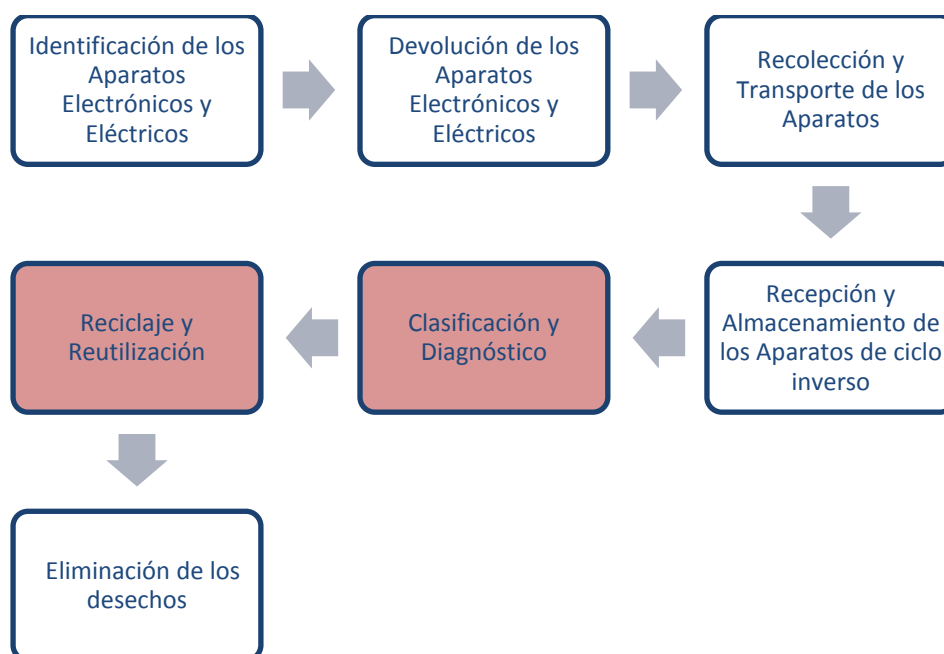 Identificación de los
Aparatos
Electrónicos y
Eléctricos
Devolución de los
Aparatos
Electrónicos y
Eléctricos
Recolección y
Transporte de los
Aparatos
Recepción y
Almacenamiento de
los Aparatos de ciclo
inverso
Clasificación y
Diagnóstico
Reciclaje y
Reutilización
Eliminación de los
desechos